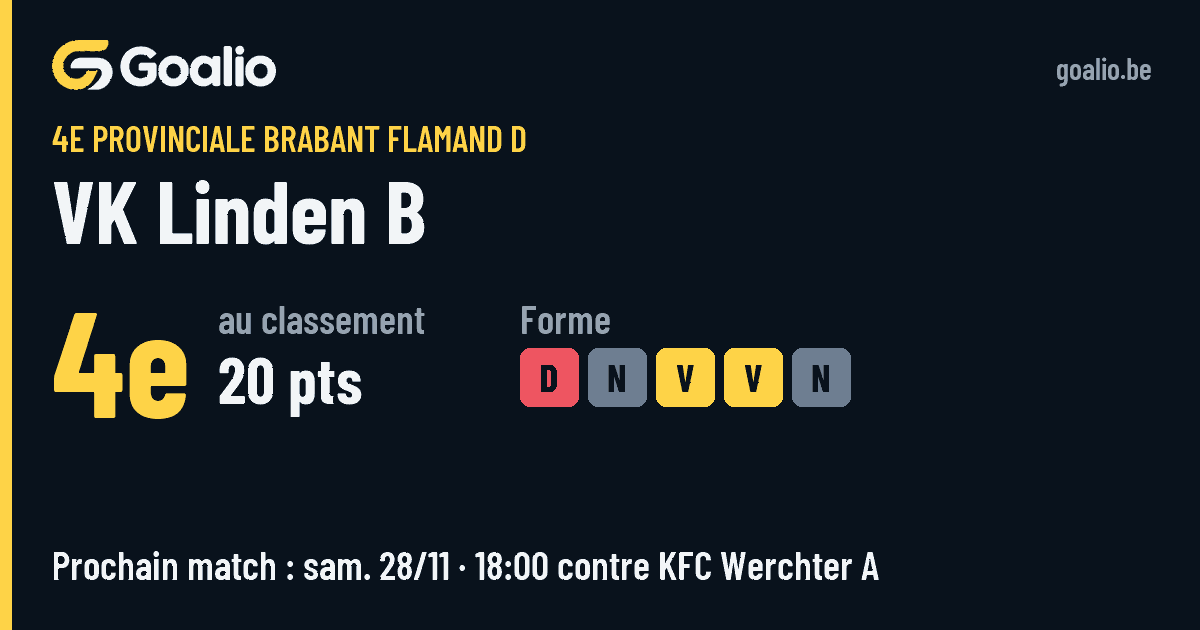 Goalio
goalio.be
4E PROVINCIALE BRABANT FLAMAND D
VK Linden B
4e
au classement
20 pts
Forme
D N V V N
Prochain match : sam. 28/11 · 18:00 contre KFC Werchter A